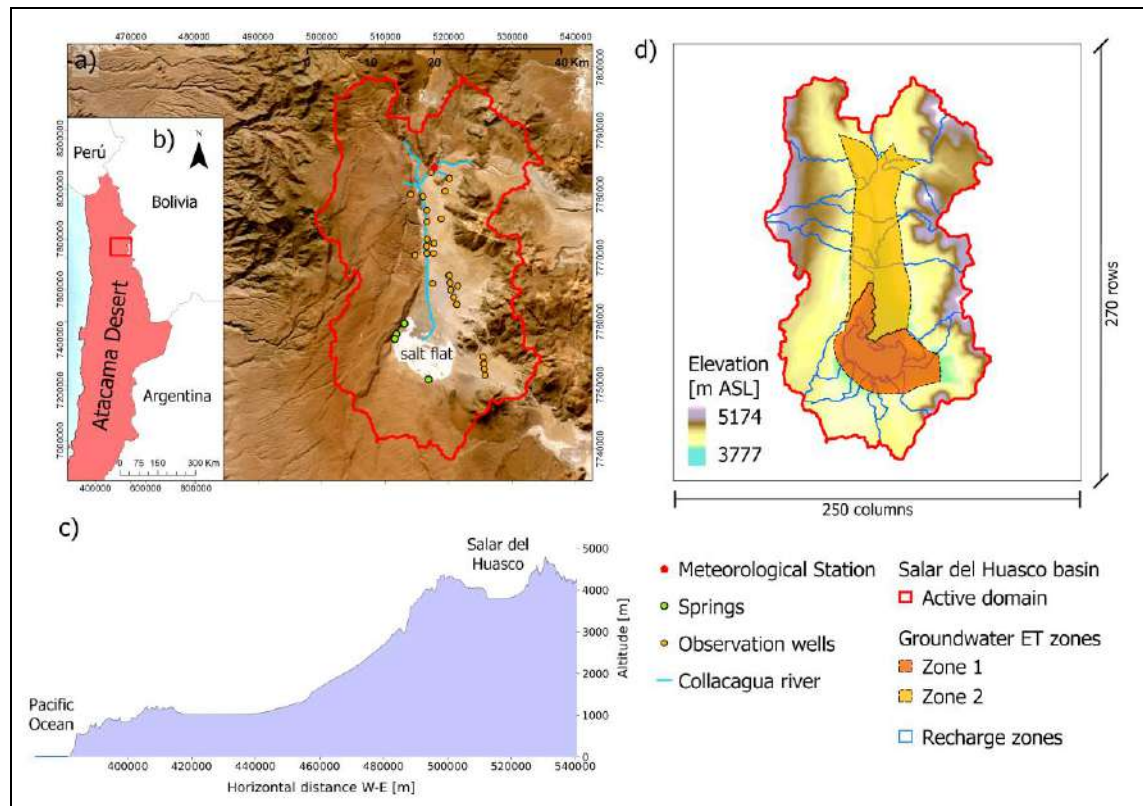 470000 480000 490000 500000 510000 520000 530000 540000
a)
0 10 20 40 Km
7800000
7790000
7780000
7770000
7760000
7750000
7740000
salt flat
b)
N
Perú
Bolivia
Atacama Desert
Argentina
0 75 150 300 Km
8200000
8000000
7800000
7600000
7400000
7200000
7000000
400000 600000 800000
d)
Elevation
[m ASL]
5174
3777
270 rows
250 columns
c)
Salar del
Huasco
Pacific
Ocean
5000
4000
3000
2000
1000
0
Altitude [m]
400000 420000 440000 460000 480000 500000 520000 540000
Horizontal distance W-E [m]
Meteorological Station
Springs
Observation wells
Collacagua river
Salar del Huasco basin
Active domain
Groundwater ET zones
Zone 1
Zone 2
Recharge zones